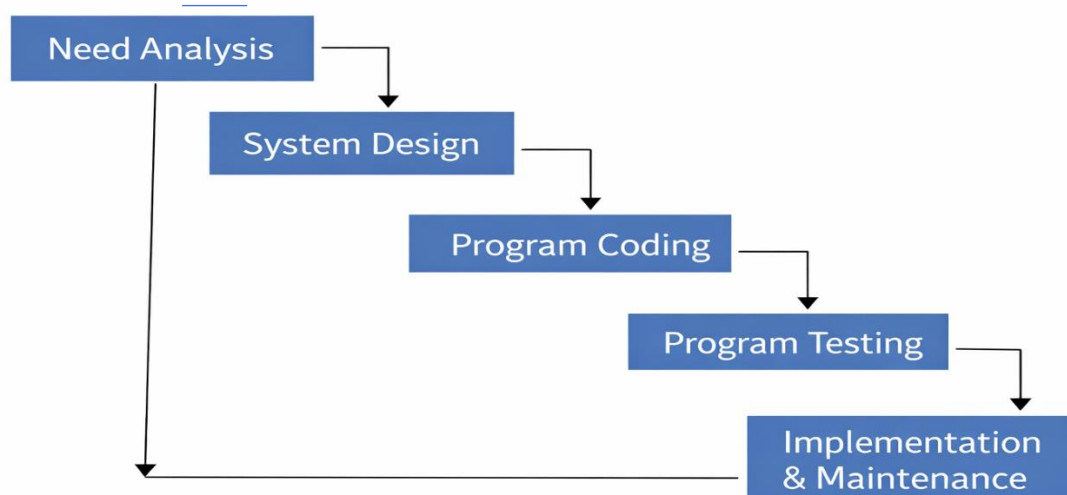 Need Analysis
System Design
Program Coding
Program Testing
Implementation
& Maintenance